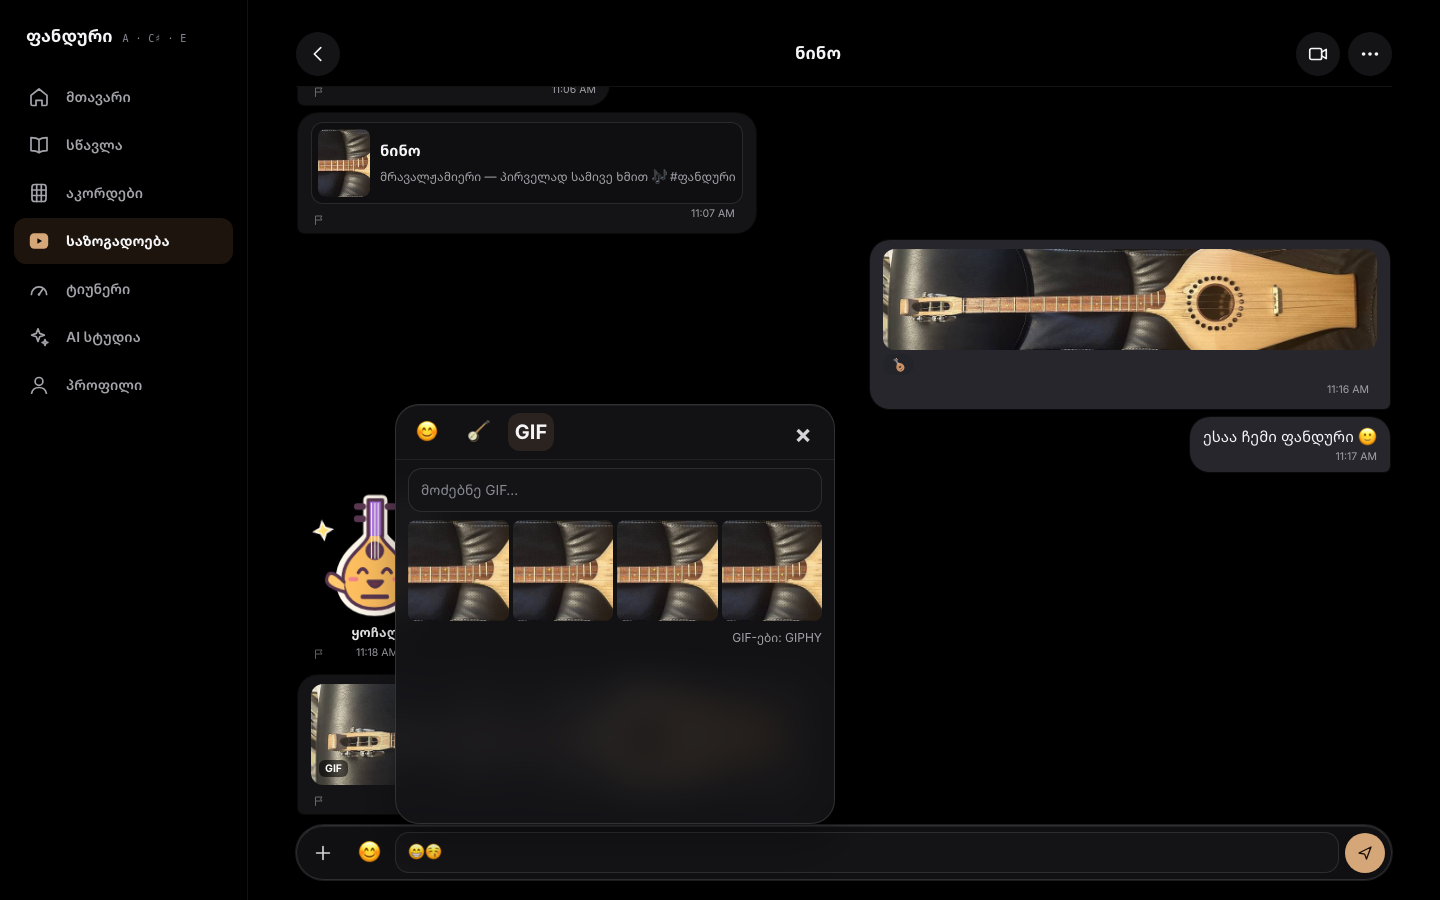 ფანდური A · C♯ · E
მთავარი
სწავლა
აკორდები
საზოგადოება
ტიუნერი
AI სტუდია
პროფილი
ნინო
11:06 AM
ნინო
მრავალჟამიერი — პირველად სამივე ხმით 🎶 #ფანდური
11:07 AM
11:16 AM
ესაა ჩემი ფანდური 🙂
11:17 AM
GIF
მოძებნე GIF...
GIF-ები: GIPHY
11:18 AM
GIF